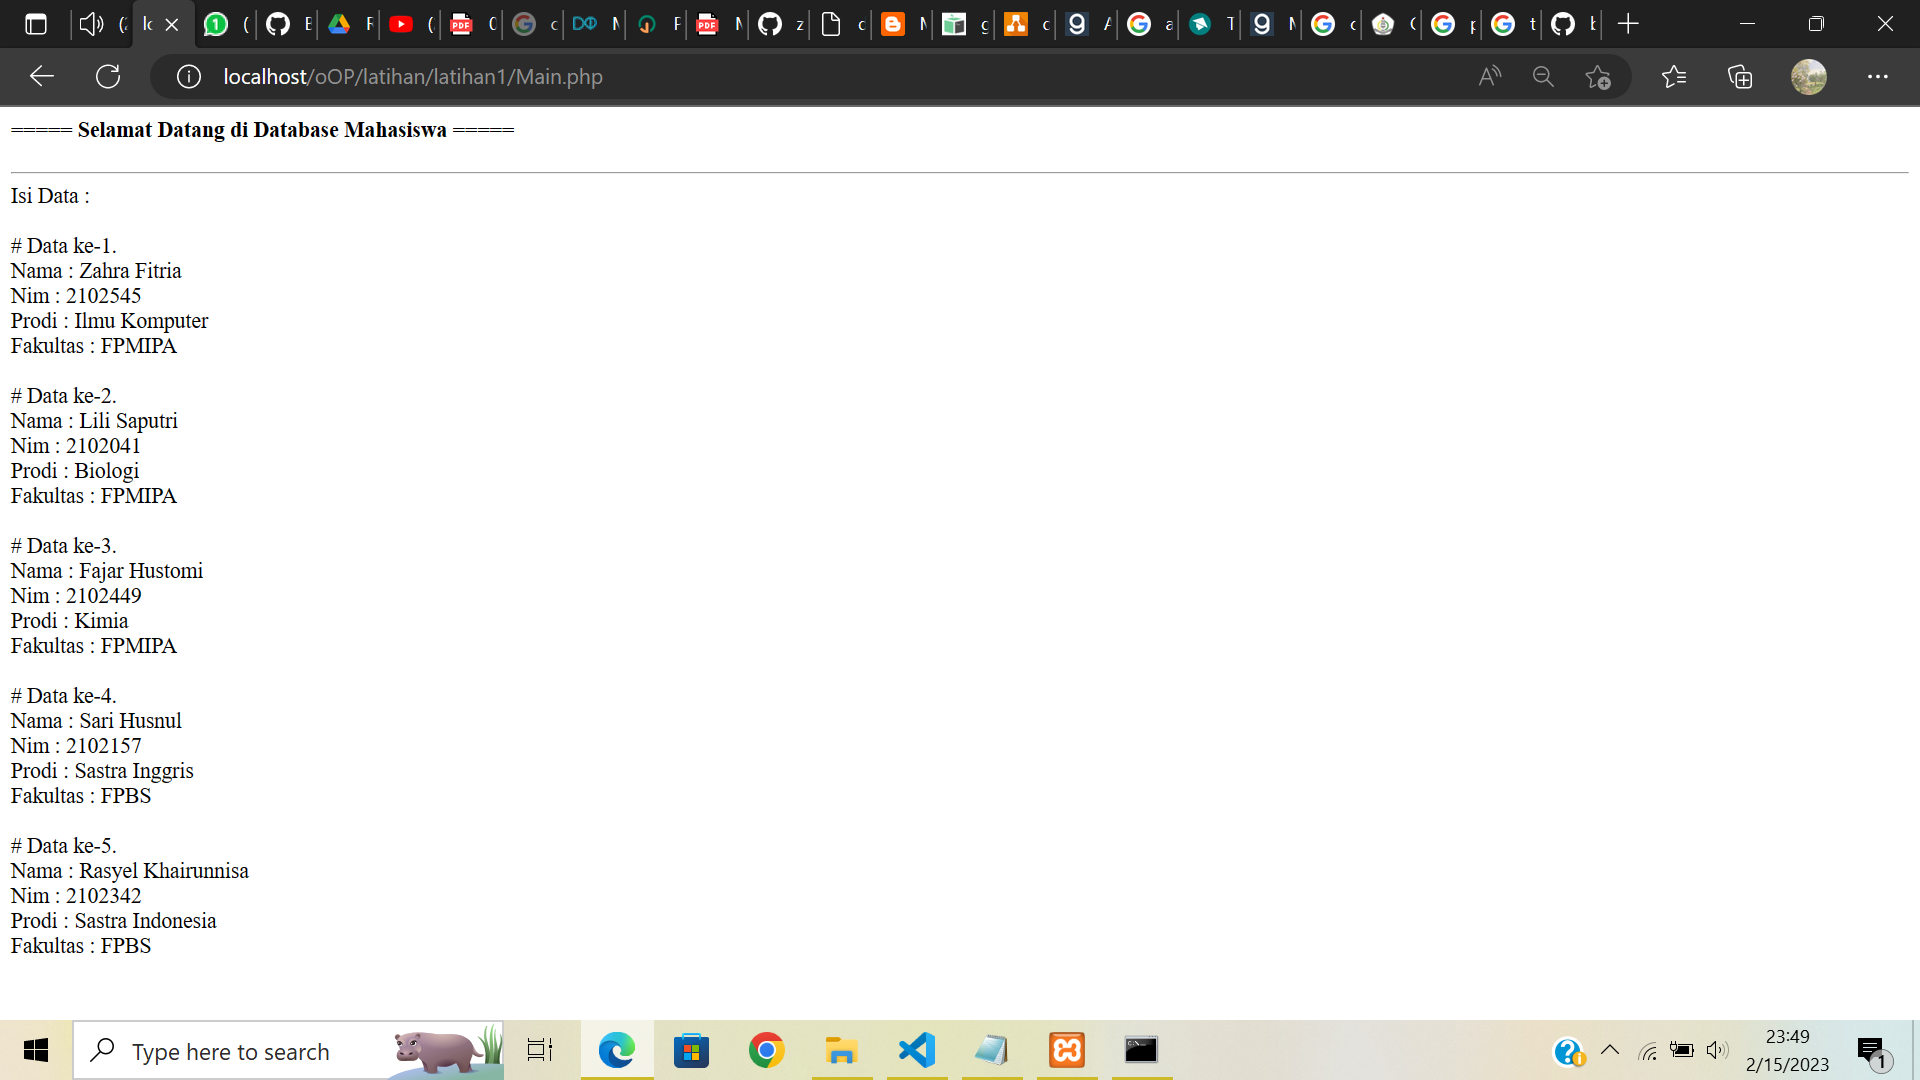 localhost/oOP/latihan/latihan1/Main.php
===== Selamat Datang di Database Mahasiswa =====
Isi Data :
# Data ke-1.
Nama : Zahra Fitria
Nim : 2102545
Prodi : Ilmu Komputer
Fakultas : FPMIPA
# Data ke-2.
Nama : Lili Saputri
Nim : 2102041
Prodi : Biologi
Fakultas : FPMIPA
# Data ke-3.
Nama : Fajar Hustomi
Nim : 2102449
Prodi : Kimia
Fakultas : FPMIPA
# Data ke-4.
Nama : Sari Husnul
Nim : 2102157
Prodi : Sastra Inggris
Fakultas : FPBS
# Data ke-5.
Nama : Rasyel Khairunnisa
Nim : 2102342
Prodi : Sastra Indonesia
Fakultas : FPBS
Type here to search
23:49
2/15/2023
1